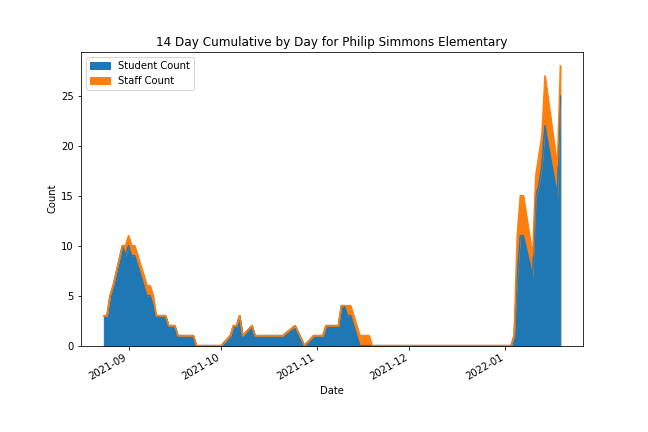 14 Day Cumulative by Day for Philip Simmons Elementary
Student Count
Staff Count
25
20
15
10
5
0
Count
2021-09
2021-10
2021-11
2021-12
2022-01
Date